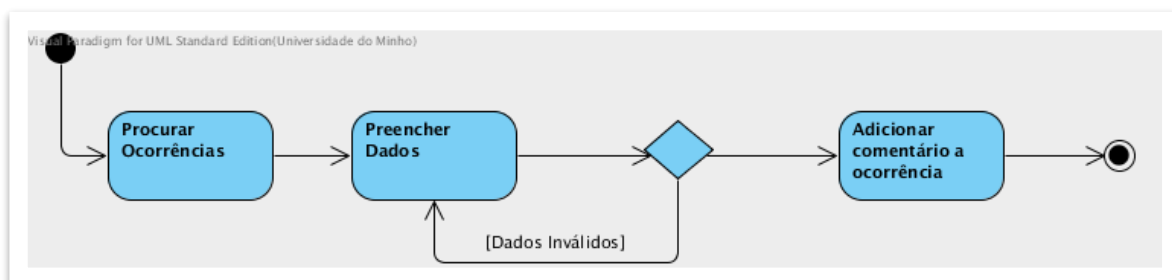 Visual Paradigm for UML Standard Edition(Universidade do Minho)
Procurar
Ocorrências
Preencher
Dados
Adicionar
comentário a
ocorrência
[Dados Inválidos]